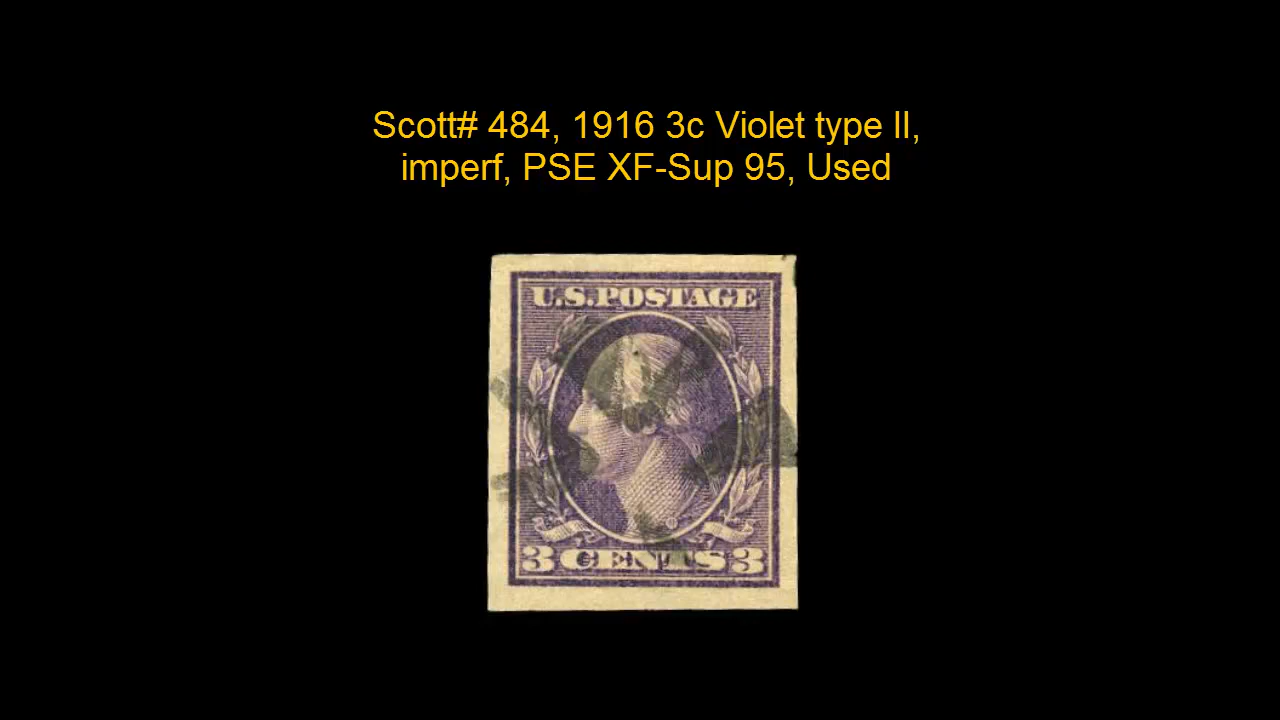 Scott# 484, 1916 3c Violet type II,
imperf, PSE XF-Sup 95, Used
U.S.POSTAGE
3 CENTS 3